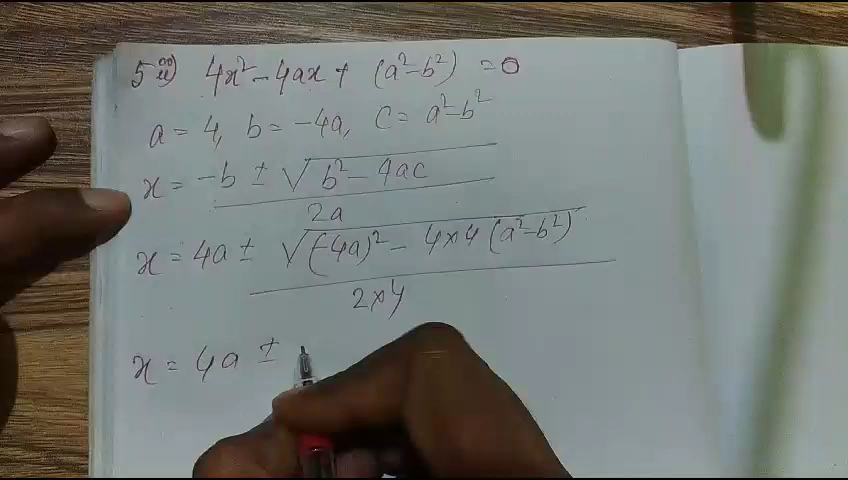 5 iii) 4x² - 4ax + (a² - b²) = 0
a = 4, b = -4a, c = a² - b²
x = -b ± √b² - 4ac
2a
x = 4a ± √(-4a)² - 4×4 (a² - b²)
2×4
x = 4a ±